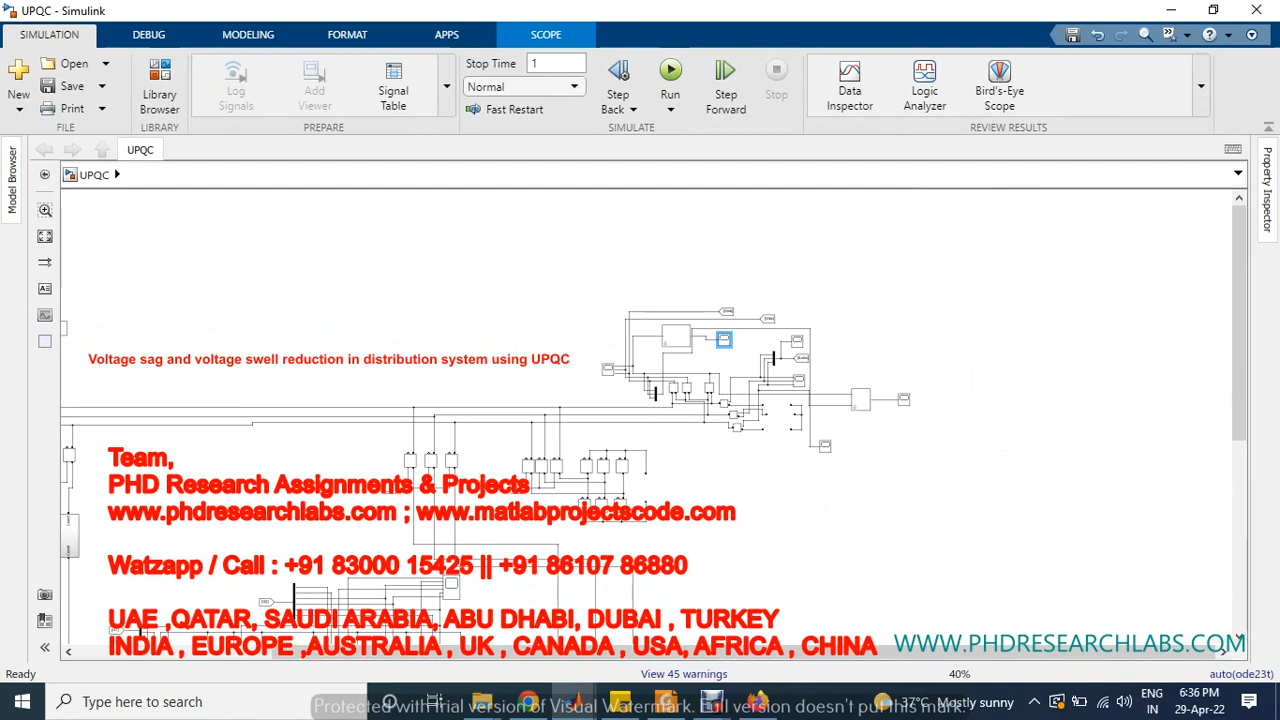 UPQC - Simulink
SIMULATION
DEBUG
MODELING
FORMAT
APPS
SCOPE
New
Open
Save
Print
FILE
Library
Browser
LIBRARY
Log
Signals
Add
Viewer
Signal
Table
PREPARE
Stop Time 1
Normal
Fast Restart
Step
Back
Run
Step
Forward
Stop
SIMULATE
Data
Inspector
Logic
Analyzer
Bird's-Eye
Scope
REVIEW RESULTS
Model Browser
UPQC
UPQC
Property Inspector
Voltage sag and voltage swell reduction in distribution system using UPQC
Team,
PHD Research Assignments & Projects
www.phdresearchlabs.com ; www.matlabprojectscode.com
Watzapp / Call : +91 83000 15425 || +91 86107 86880
UAE ,QATAR, SAUDI ARABIA, ABU DHABI, DUBAI , TURKEY
INDIA , EUROPE ,AUSTRALIA , UK , CANADA , USA, AFRICA , CHINA
WWW.PHDRESEARCHLABS.COM
Ready
View 45 warnings
40%
auto(ode23t)
Type here to search
Protected with trial version of Visual Watermark. Full version doesn't put this mark.
37°C Mostly sunny
ENG
IN
6:36 PM
29-Apr-22